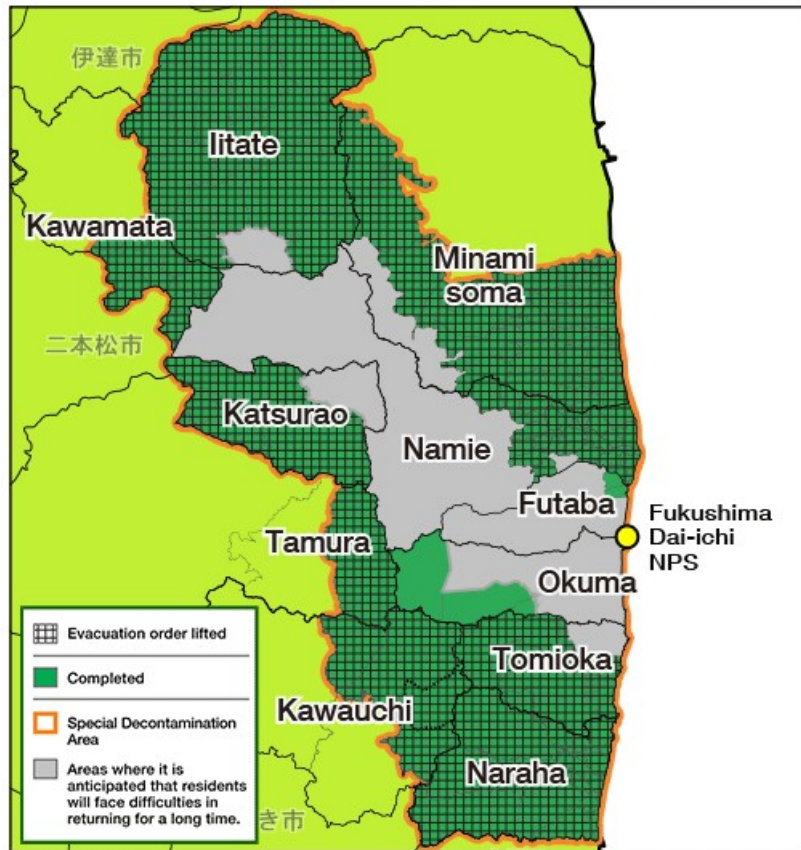 伊達市
Iitate
Kawamata
Minami
soma
二本松市
Katsurao
Namie
Futaba
Fukushima
Dai-ichi
NPS
Tamura
Okuma
Tomioka
Kawauchi
Naraha
Evacuation order lifted
Completed
Special Decontamination
Area
Areas where it is
anticipated that residents
will face difficulties in
returning for a long time.
き市